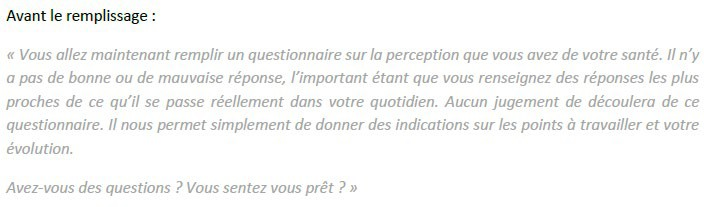 Avant le remplissage :
« Vous allez maintenant remplir un questionnaire sur la perception que vous avez de votre santé. Il n’y
a pas de bonne ou de mauvaise réponse, l’important étant que vous renseignez des réponses les plus
proches de ce qu’il se passe réellement dans votre quotidien. Aucun jugement de découlera de ce
questionnaire. Il nous permet simplement de donner des indications sur les points à travailler et votre
évolution.
Avez-vous des questions ? Vous sentez vous prêt ? »